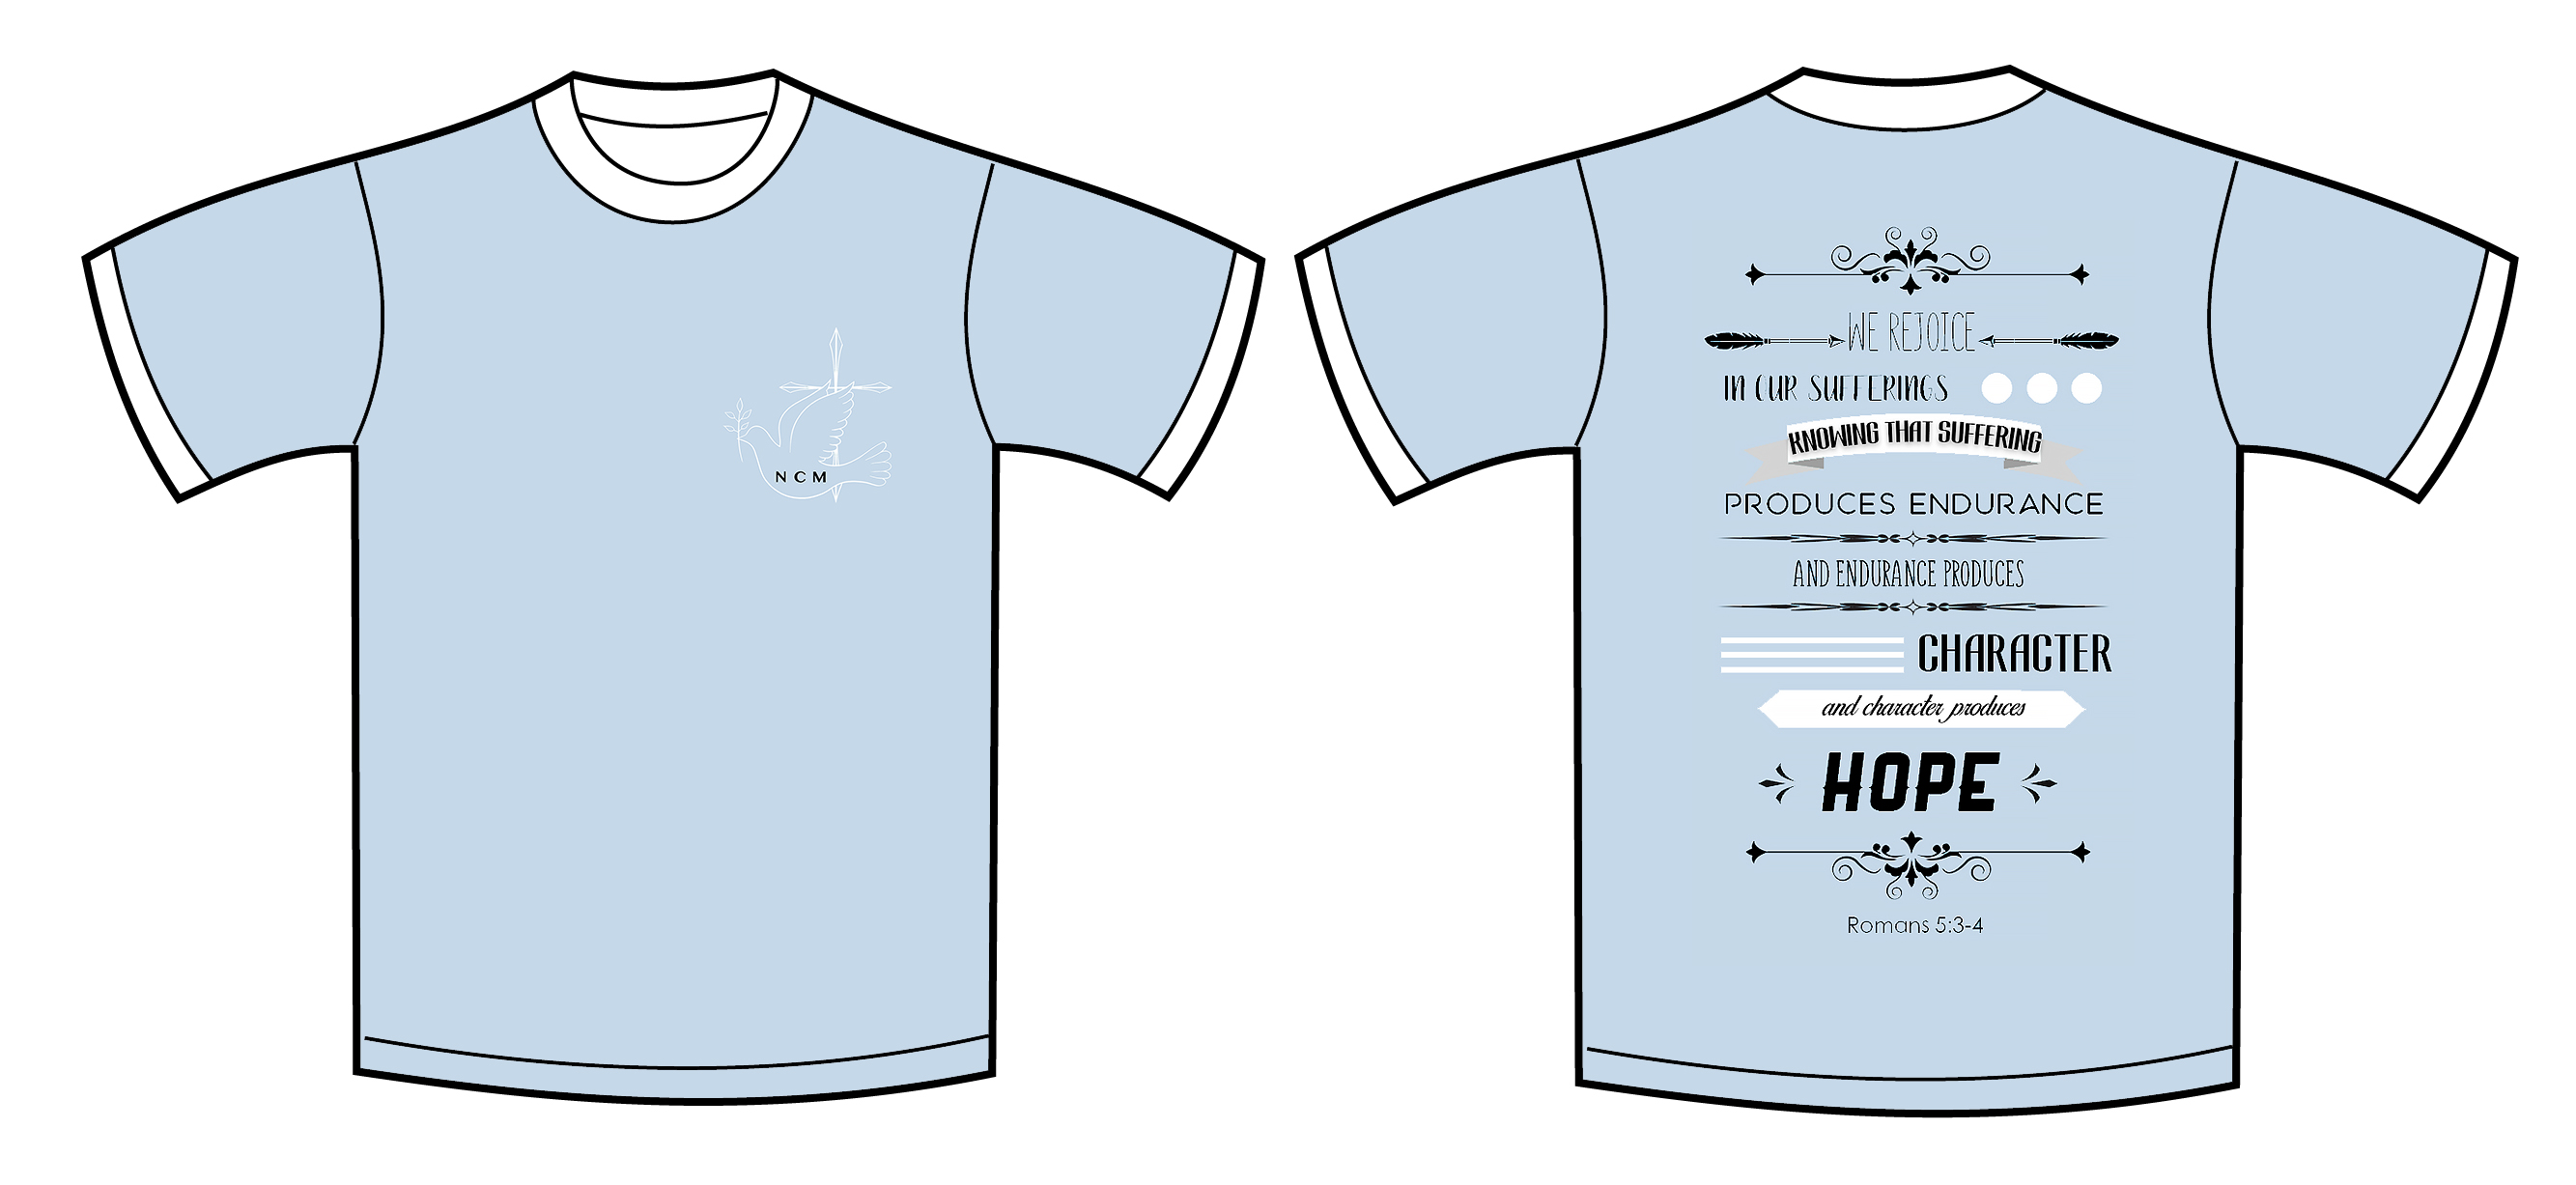 NCM
WE REJOICE
IN OUR SUFFERINGS
KNOWING THAT SUFFERING
PRODUCES ENDURANCE
AND ENDURANCE PRODUCES
CHARACTER
and character produces
HOPE
Romans 5:3-4